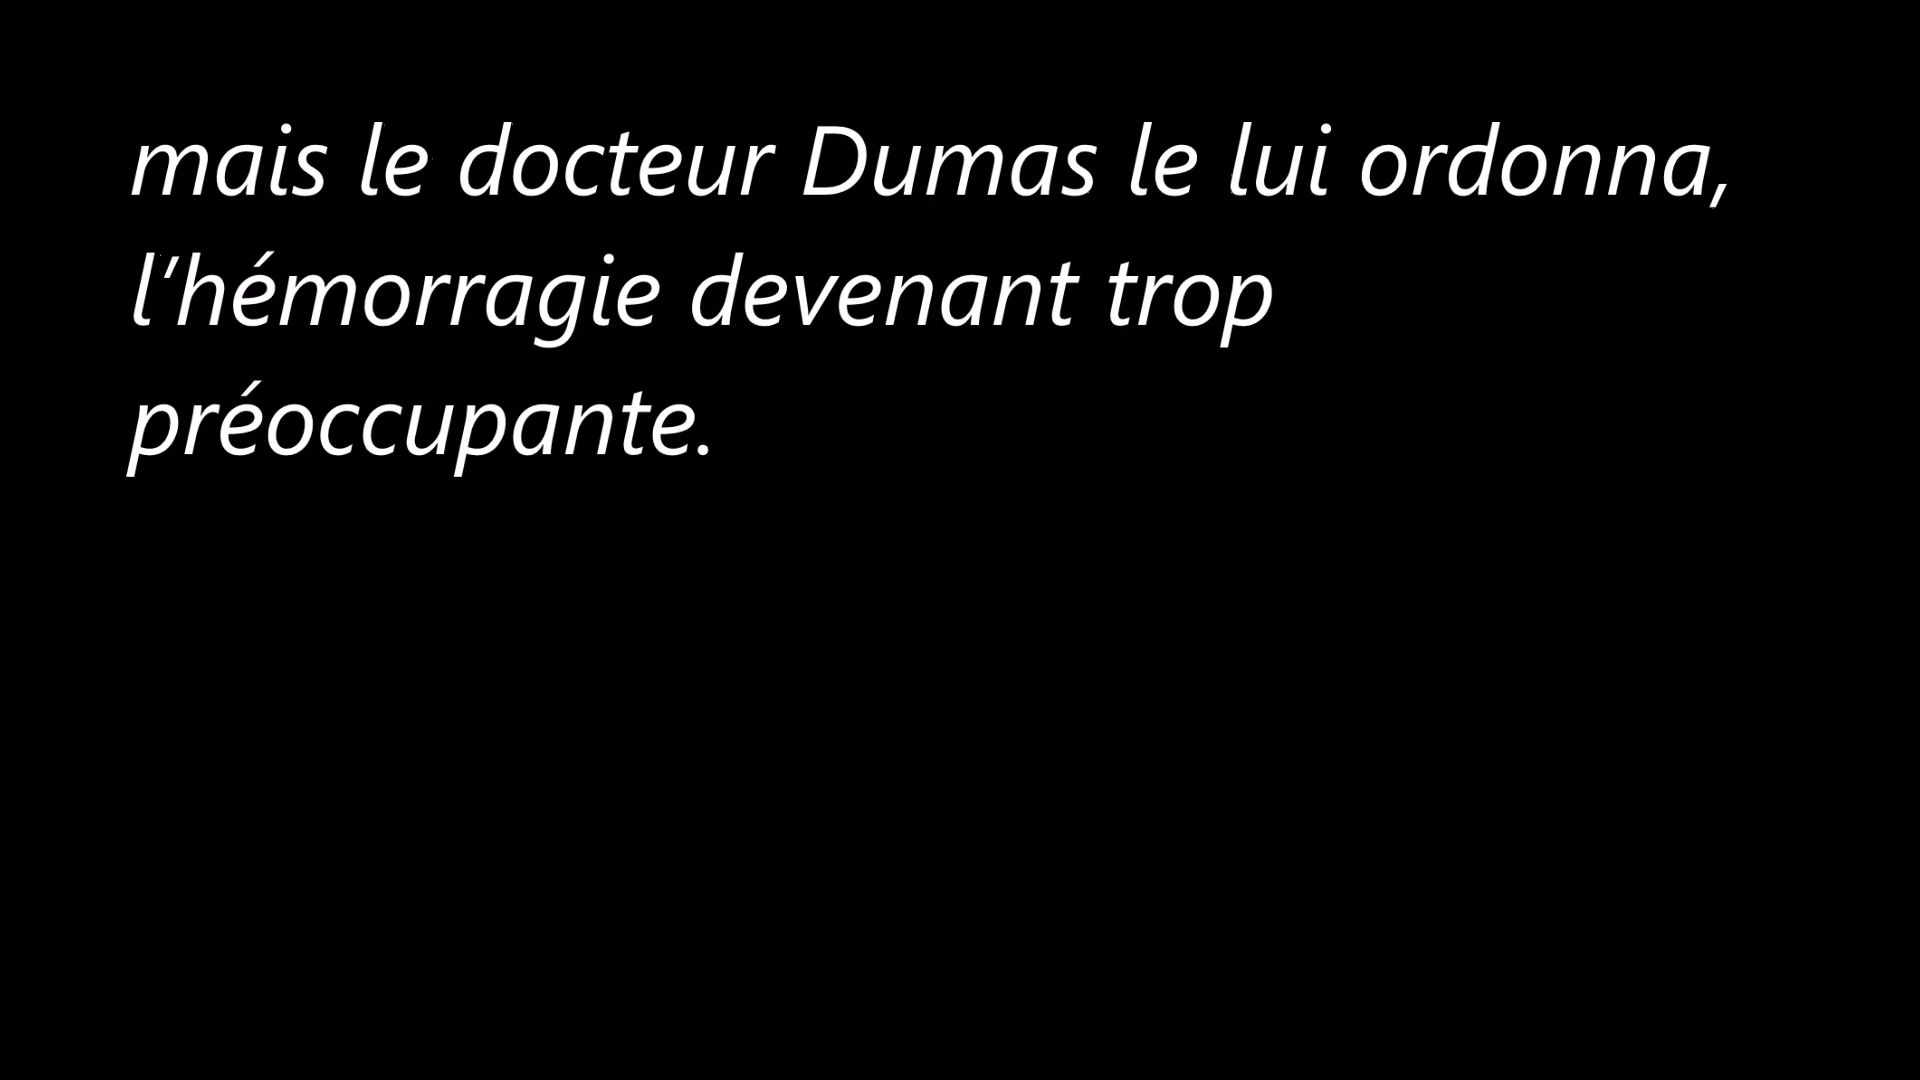 mais le docteur Dumas le lui ordonna,
l’hémorragie devenant trop
préoccupante.